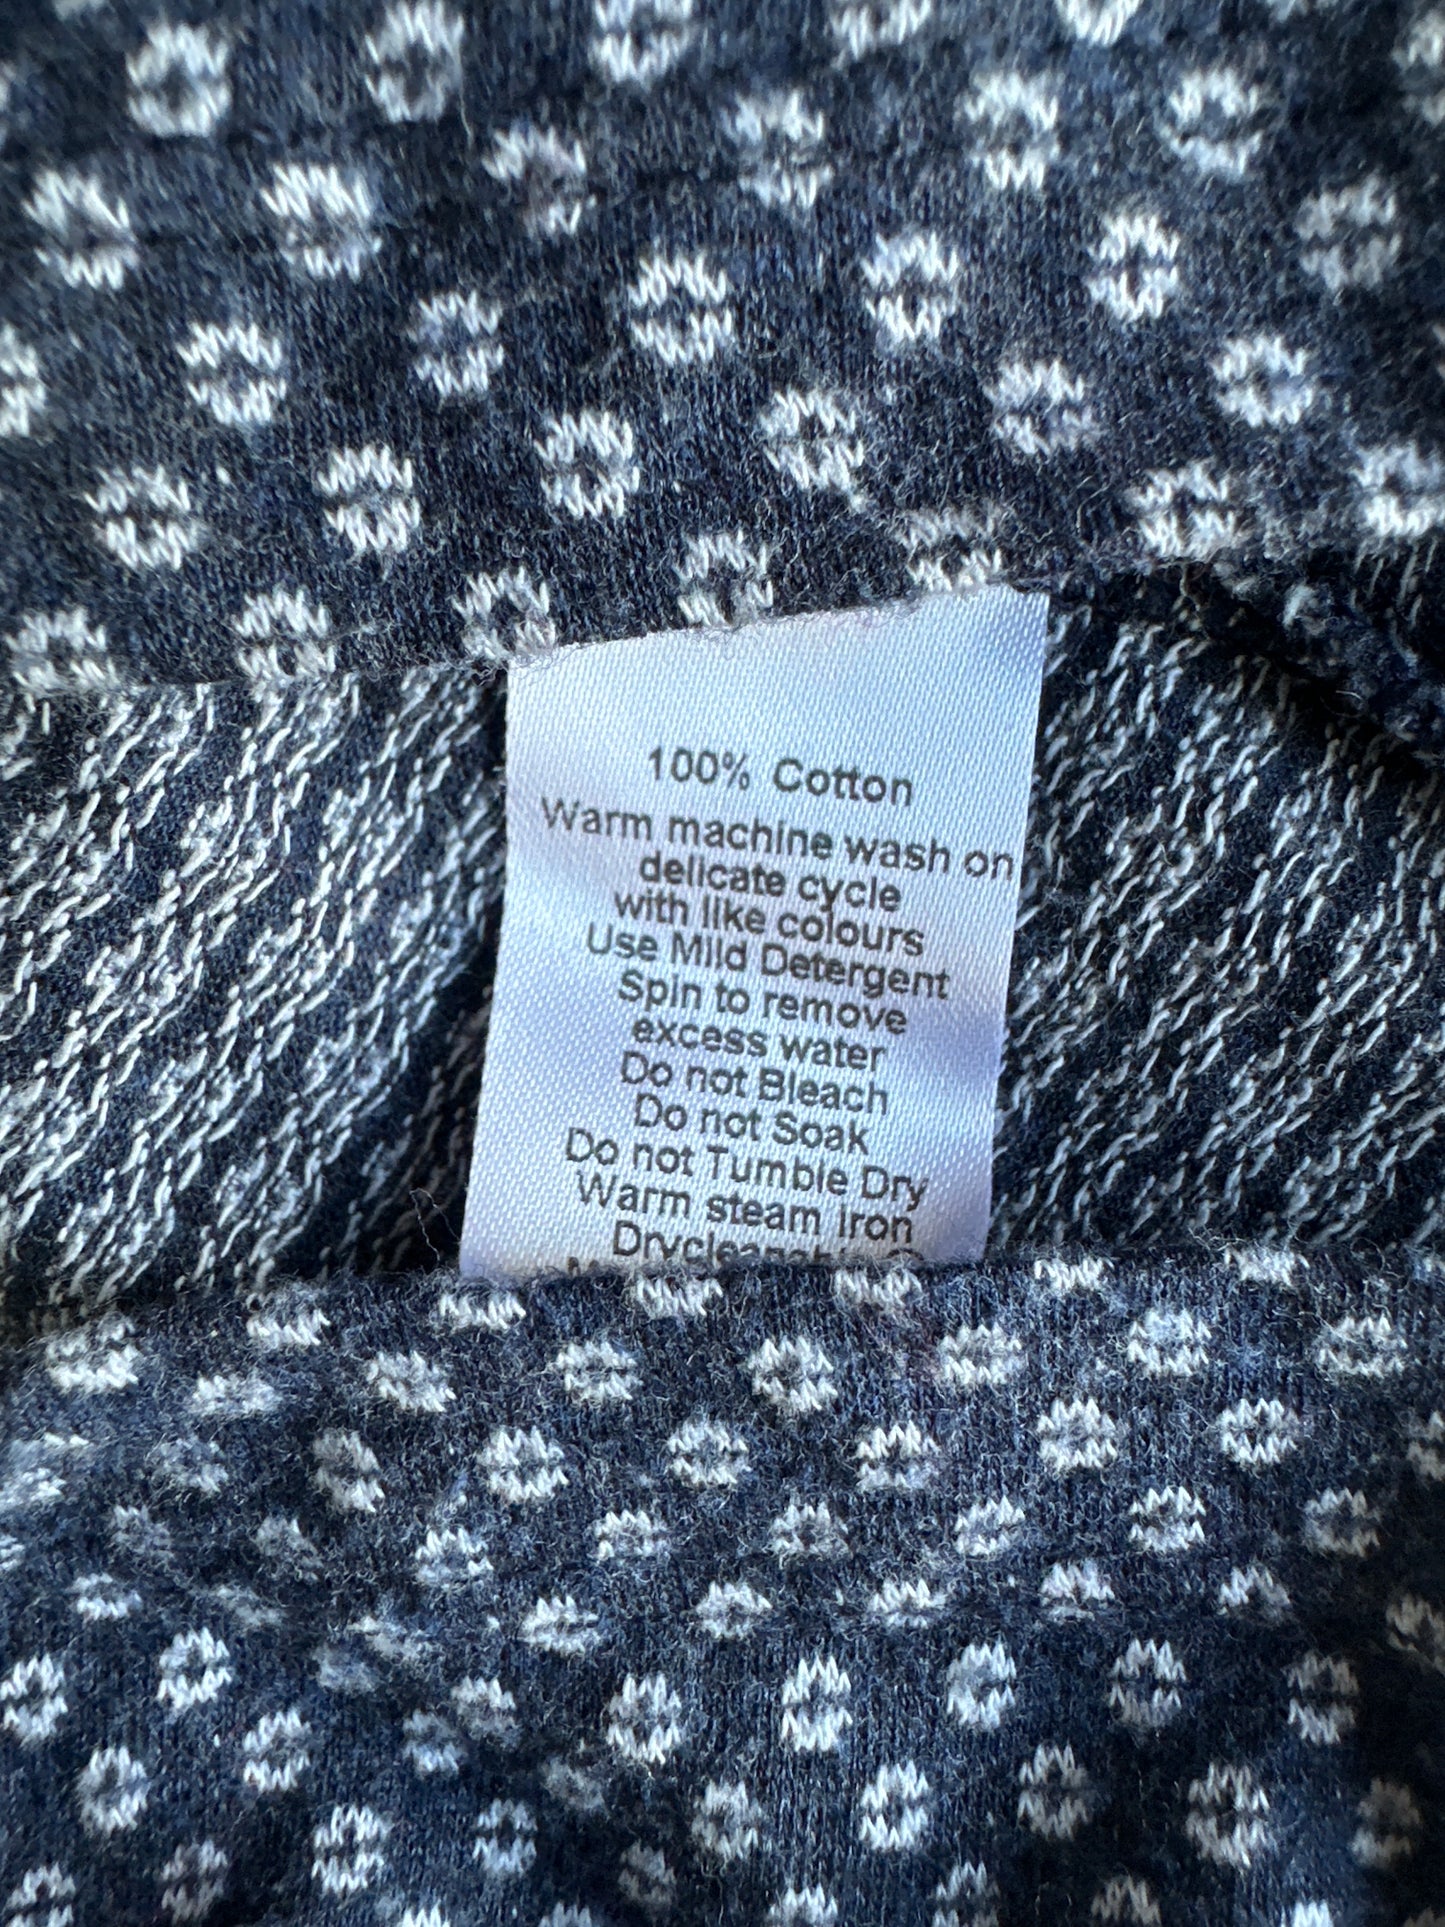 100% Cotton
Warm machine wash on
delicate cycle
with like colours
Use Mild Detergent
Spin to remove
excess water
Do not Bleach
Do not Soak
Do not Tumble Dry
Warm steam Iron